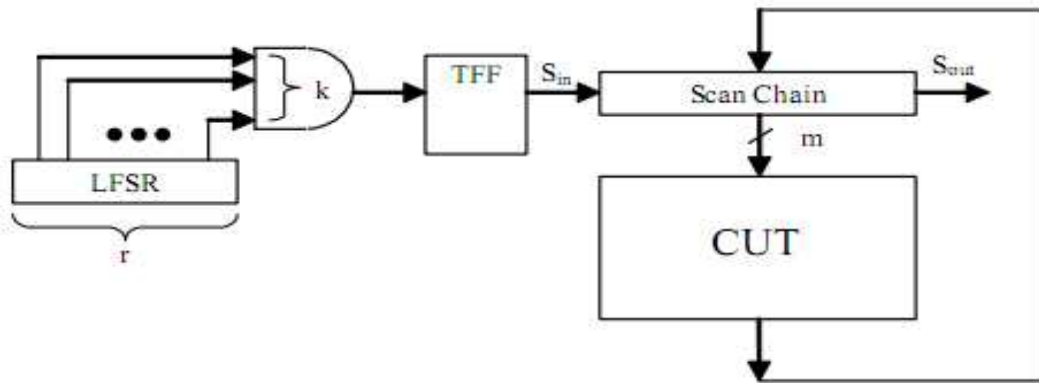 TFF
S_in
S_out
k
Scan Chain
m
LFSR
CUT
r